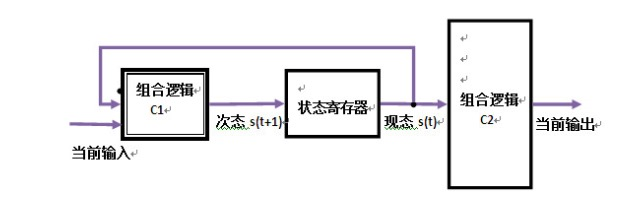 组合逻辑
C1
次态 s(t+1)
状态寄存器
现态 s(t)
组合逻辑
C2
当前输出
当前输入